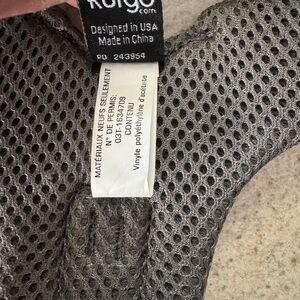 Kurgo
.com
Designed in USA
Made in China
PO: 243954
MATÉRIAUX NEUFS SEULEMENT
N° DE PERMIS:
03T-1634709
CONTENU
Vinyle polyéthylène d'acétate